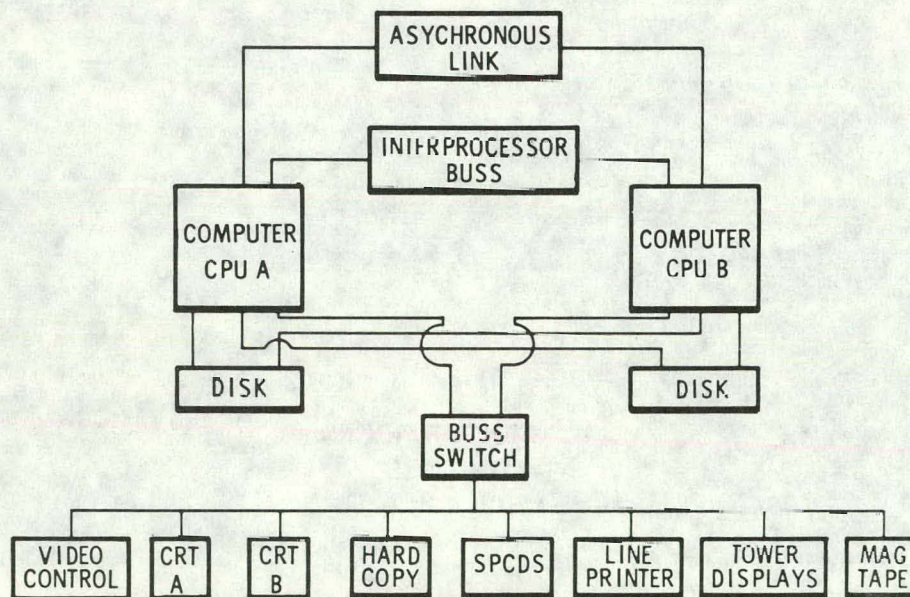 ASYCHRONOUS
LINK
INTERPROCESSOR
BUSS
COMPUTER
CPU A
COMPUTER
CPU B
DISK
DISK
BUSS
SWITCH
VIDEO
CONTROL
CRT
A
CRT
B
HARD
COPY
SPCDS
LINE
PRINTER
TOWER
DISPLAYS
MAG
TAPE